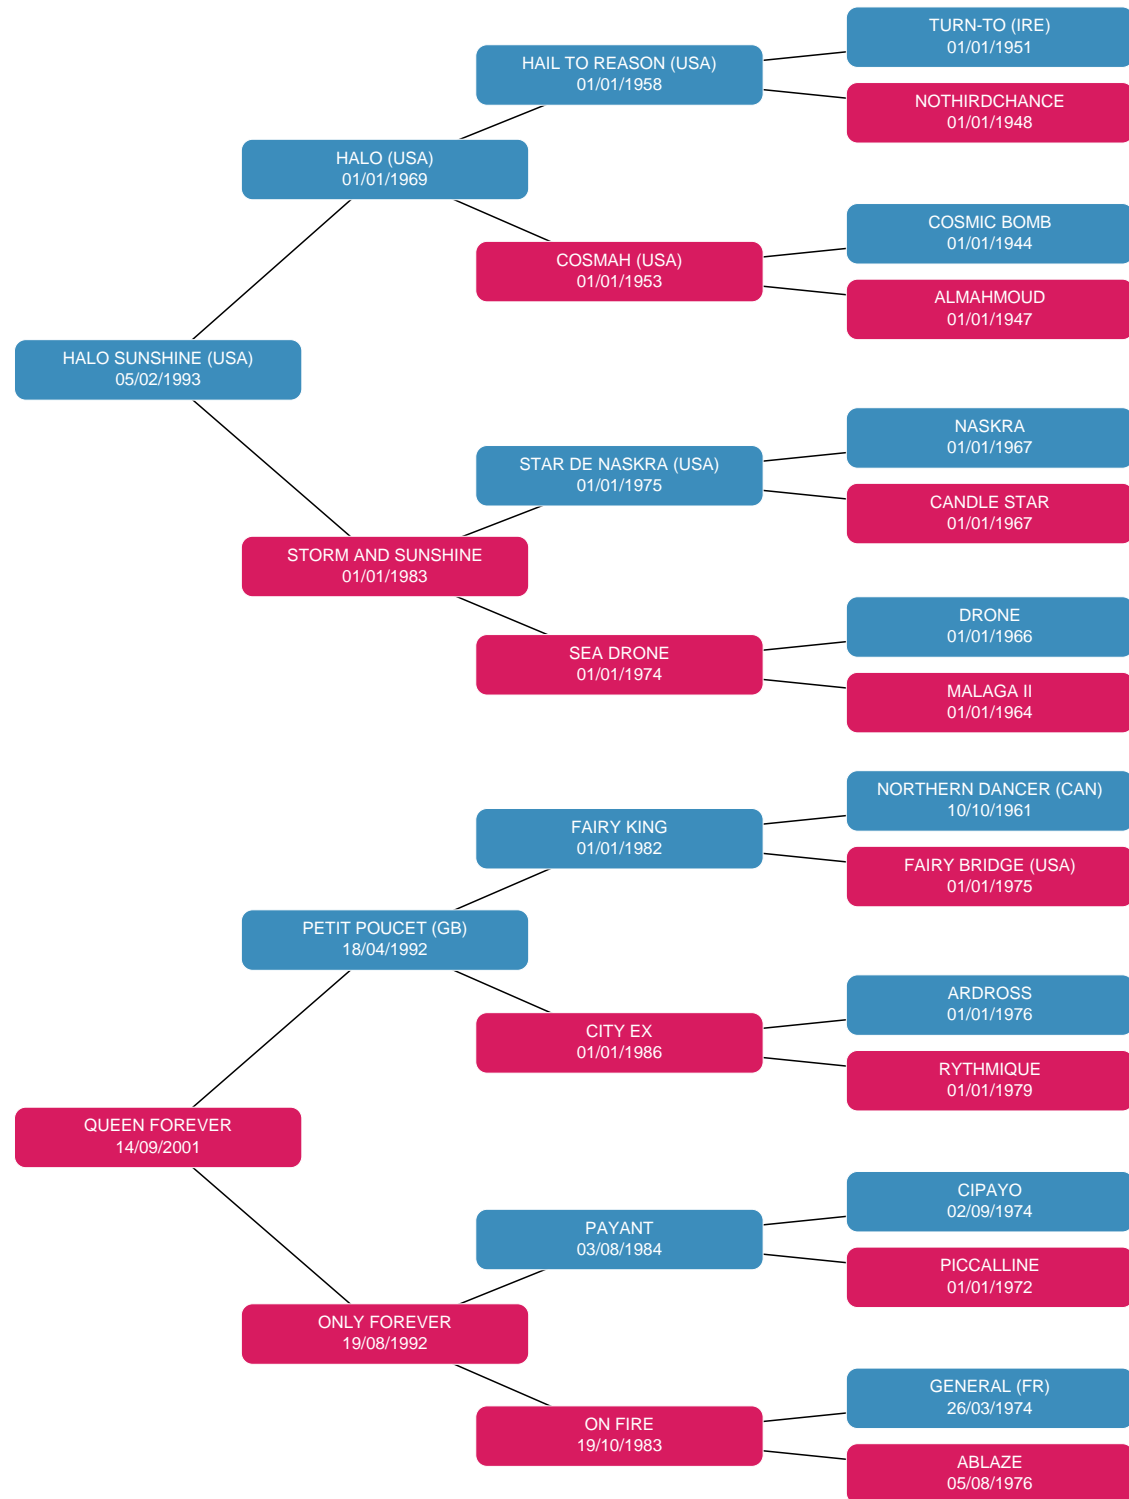 TURN-TO (IRE)
01/01/1951
HAIL TO REASON (USA)
01/01/1958
NOTHIRDCHANCE
01/01/1948
HALO (USA)
01/01/1969
COSMIC BOMB
01/01/1944
COSMAH (USA)
01/01/1953
ALMAHMOUD
01/01/1947
HALO SUNSHINE (USA)
05/02/1993
NASKRA
01/01/1967
STAR DE NASKRA (USA)
01/01/1975
CANDLE STAR
01/01/1967
STORM AND SUNSHINE
01/01/1983
DRONE
01/01/1966
SEA DRONE
01/01/1974
MALAGA II
01/01/1964
NORTHERN DANCER (CAN)
10/10/1961
FAIRY KING
01/01/1982
FAIRY BRIDGE (USA)
01/01/1975
PETIT POUCET (GB)
18/04/1992
ARDROSS
01/01/1976
CITY EX
01/01/1986
RYTHMIQUE
01/01/1979
QUEEN FOREVER
14/09/2001
CIPAYO
02/09/1974
PAYANT
03/08/1984
PICCALLINE
01/01/1972
ONLY FOREVER
19/08/1992
GENERAL (FR)
26/03/1974
ON FIRE
19/10/1983
ABLAZE
05/08/1976